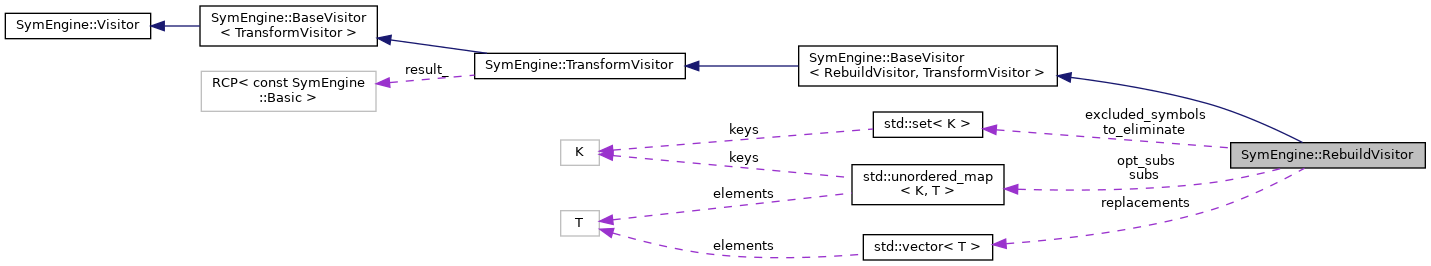 SymEngine::Visitor
SymEngine::BaseVisitor
< TransformVisitor >
RCP< const SymEngine
::Basic >
result_
SymEngine::TransformVisitor
SymEngine::BaseVisitor
< RebuildVisitor, TransformVisitor >
K
T
keys
keys
elements
elements
std::set< K >
std::unordered_map
< K, T >
std::vector< T >
excluded_symbols
to_eliminate
opt_subs
subs
replacements
SymEngine::RebuildVisitor